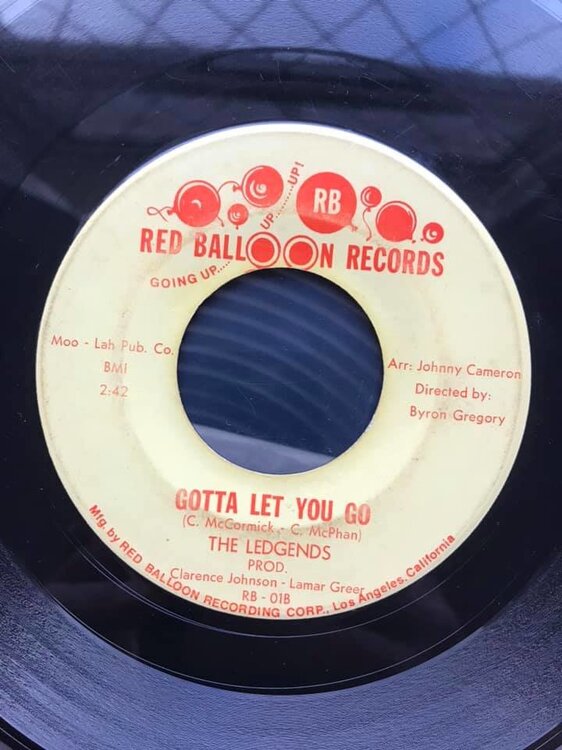 RB
RED BALLOON RECORDS
GOING UP.....UP.......UP!
Moo - Lah Pub. Co.
BMI
2:42
Arr: Johnny Cameron
Directed by:
Byron Gregory
GOTTA LET YOU GO
(C. McCormick - C. McPhan)
THE LEDGENDS
PROD.
Clarence Johnson - Lamar Greer
RB - 01B
Mfg. by RED BALLOON RECORDING CORP., Los Angeles, California